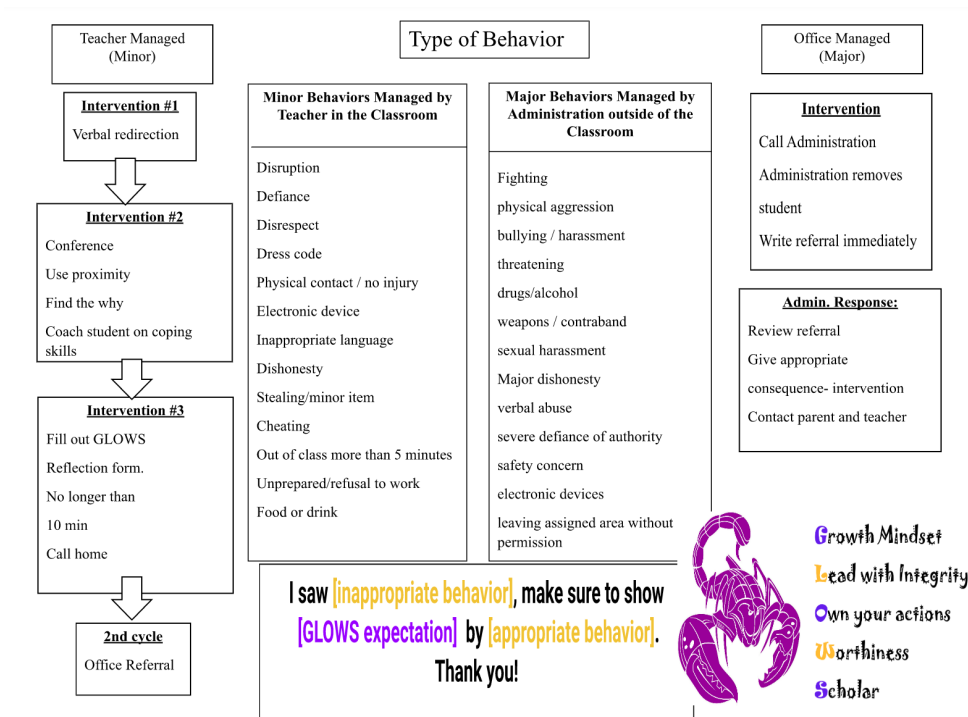 Teacher Managed
(Minor)
Intervention #1
Verbal redirection
Intervention #2
Conference
Use proximity
Find the why
Coach student on coping
skills
Intervention #3
Fill out GLOWS
Reflection form.
No longer than
10 min
Call home
2nd cycle
Office Referral
Type of Behavior
Minor Behaviors Managed by
Teacher in the Classroom
Disruption
Defiance
Disrespect
Dress code
Physical contact / no injury
Electronic device
Inappropriate language
Dishonesty
Stealing/minor item
Cheating
Out of class more than 5 minutes
Unprepared/refusal to work
Food or drink
Major Behaviors Managed by
Administration outside of the
Classroom
Fighting
physical aggression
bullying / harassment
threatening
drugs/alcohol
weapons / contraband
sexual harassment
Major dishonesty
verbal abuse
severe defiance of authority
safety concern
electronic devices
leaving assigned area without
permission
Office Managed
(Major)
Intervention
Call Administration
Administration removes
student
Write referral immediately
Admin. Response:
Review referral
Give appropriate
consequence- intervention
Contact parent and teacher
I saw [inappropriate behavior], make sure to show
[GLOWS expectation] by [appropriate behavior].
Thank you!
Growth Mindset
Lead with Integrity
Own your actions
Worthiness
Scholar